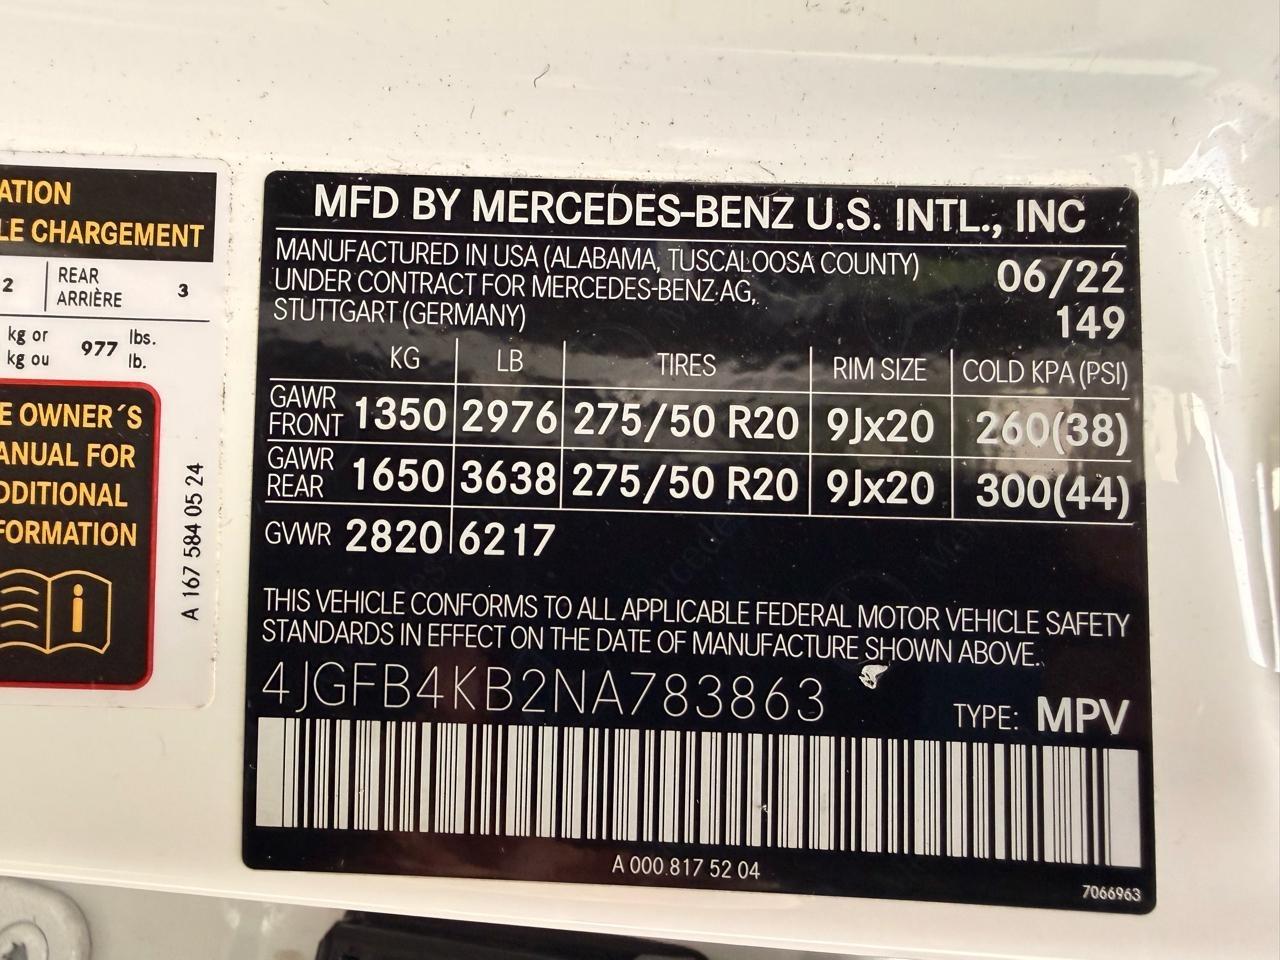 ATION
LE CHARGEMENT
2 REAR ARRIÈRE 3
kg or kg ou 977 lbs. lb.
E OWNER´S
ANUAL FOR
DDITIONAL
FORMATION
i
A 167 584 05 24
MFD BY MERCEDES-BENZ U.S. INTL., INC
MANUFACTURED IN USA (ALABAMA, TUSCALOOSA COUNTY)
UNDER CONTRACT FOR MERCEDES-BENZ AG,
STUTTGART (GERMANY)
06/22
149
KG LB TIRES RIM SIZE COLD KPA (PSI)
GAWR FRONT 1350 2976 275/50 R20 9Jx20 260(38)
GAWR REAR 1650 3638 275/50 R20 9Jx20 300(44)
GVWR 2820 6217
THIS VEHICLE CONFORMS TO ALL APPLICABLE FEDERAL MOTOR VEHICLE SAFETY
STANDARDS IN EFFECT ON THE DATE OF MANUFACTURE SHOWN ABOVE.
4JGFB4KB2NA783863
TYPE: MPV
A 000 817 52 04
7066963